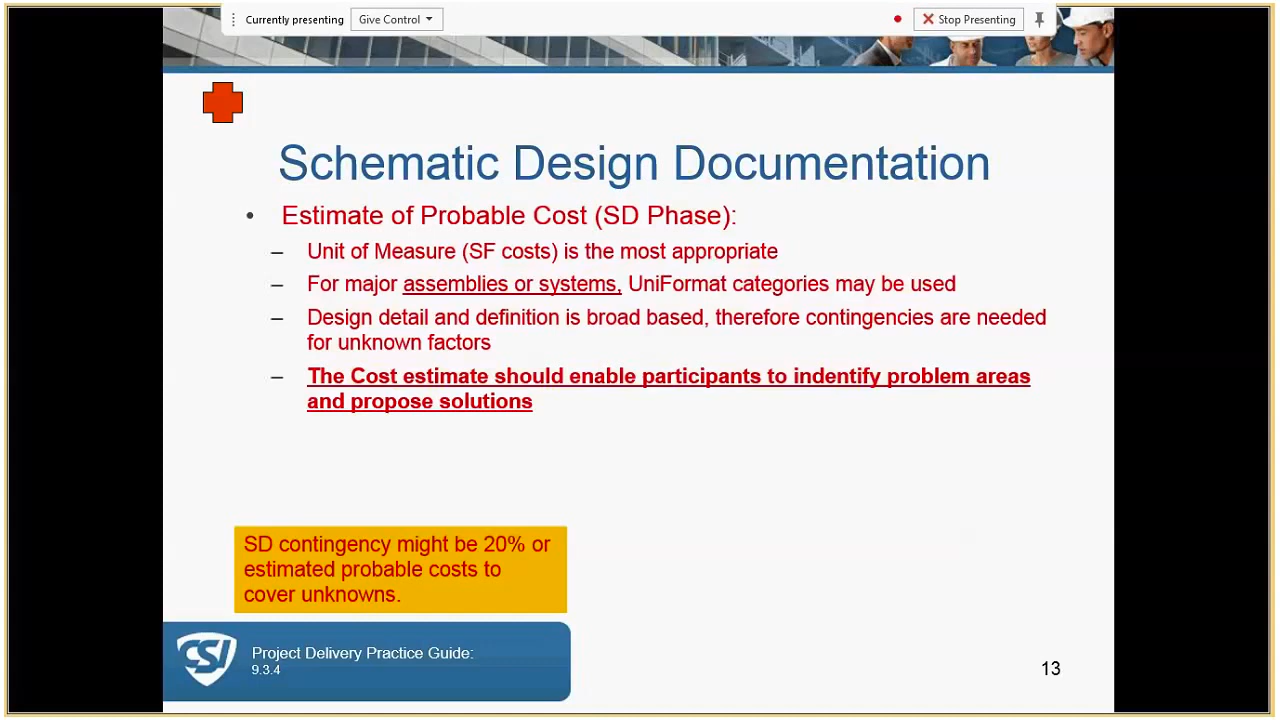 Currently presenting Give Control Stop Presenting
Schematic Design Documentation
• Estimate of Probable Cost (SD Phase):
– Unit of Measure (SF costs) is the most appropriate
– For major assemblies or systems, UniFormat categories may be used
– Design detail and definition is broad based, therefore contingencies are needed
for unknown factors
– The Cost estimate should enable participants to indentify problem areas
and propose solutions
SD contingency might be 20% or
estimated probable costs to
cover unknowns.
CSI
Project Delivery Practice Guide:
9.3.4
13